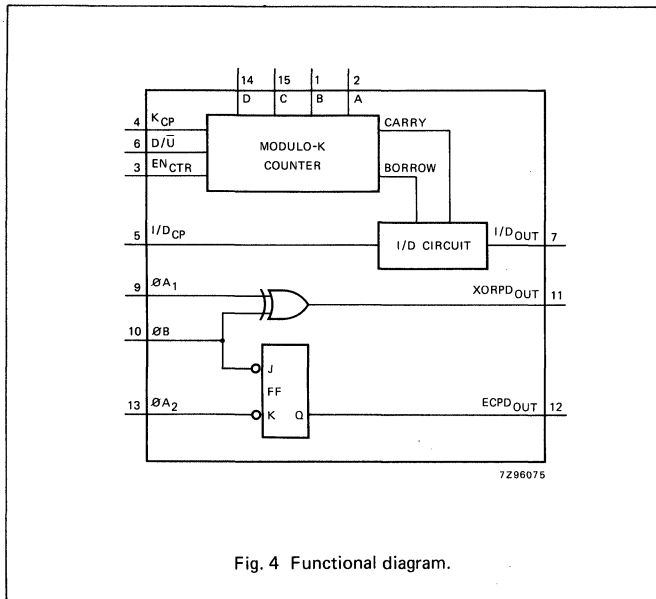 14 15 1 2
D C B A
4 KCP
6 D/U̅
3 ENCTR
MODULO-K
COUNTER
CARRY
BORROW
5 I/DCP
I/D CIRCUIT
I/DOUT 7
9 ØA1
XORPDOUT 11
10 ØB
J
FF
K Q
13 ØA2
ECPDOUT 12
7Z96075
Fig. 4 Functional diagram.